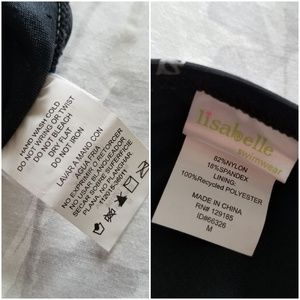 HAND WASH COLD
DO NOT WRING OR TWIST
DO NOT BLEACH
DRY FLAT
DO NOT IRON
LAVAR A MANO CON
AGUA FRIA
NO EXPRIMIR O RETORCER
NO USAR BLANQUEADOR
SECAR SOBRE SUPERFICIE
PLANA, NO PLANCHAR
lisabelle
swimwear
82%NYLON
18%SPANDEX
LINING:
100%Recycled POLYESTER
MADE IN CHINA
RN# 129185
ID#66326
M